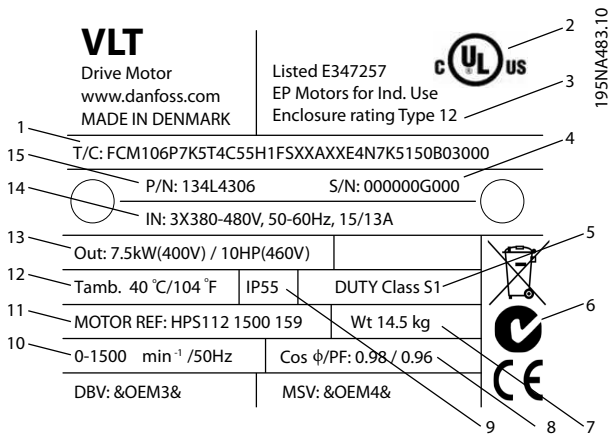 VLT
Drive Motor
www.danfoss.com
MADE IN DENMARK
Listed E347257
EP Motors for Ind. Use
Enclosure rating Type 12
C UL US
195NA483.10
2
3
1
T/C: FCM106P7K5T4C55H1FSXXAXXE4N7K5150B03000
4
15
P/N: 134L4306 S/N: 000000G000
14
IN: 3X380-480V, 50-60Hz, 15/13A
13
Out: 7.5kW(400V) / 10HP(460V)
5
12
Tamb. 40 °C/104 °F IP55 DUTY Class S1
11
MOTOR REF: HPS112 1500 159 Wt 14.5 kg
6
10
0-1500 min⁻¹ /50Hz Cos ϕ/PF: 0.98 / 0.96
CE
DBV: &OEM3& MSV: &OEM4&
9
8
7